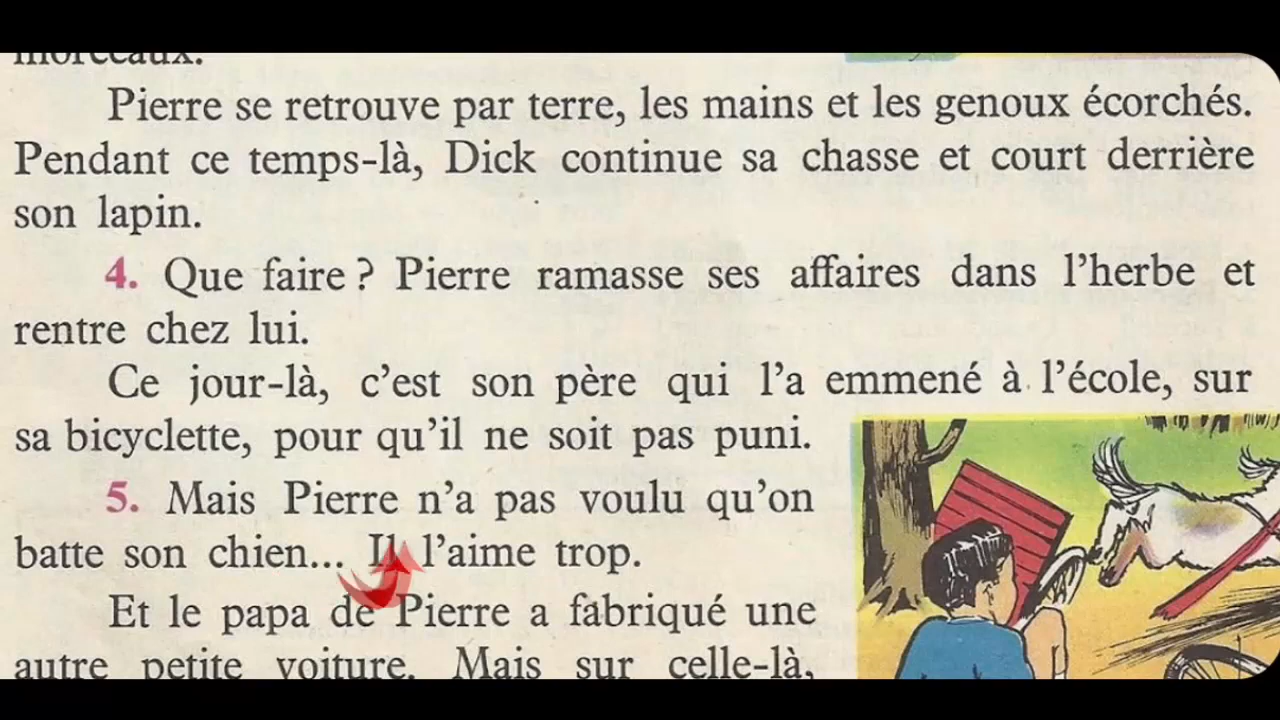 morceaux.
Pierre se retrouve par terre, les mains et les genoux écorchés.
Pendant ce temps-là, Dick continue sa chasse et court derrière
son lapin.
4. Que faire ? Pierre ramasse ses affaires dans l'herbe et
rentre chez lui.
Ce jour-là, c'est son père qui l'a emmené à l'école, sur
sa bicyclette, pour qu'il ne soit pas puni.
5. Mais Pierre n'a pas voulu qu'on
batte son chien... Il l'aime trop.
Et le papa de Pierre a fabriqué une
autre petite voiture. Mais sur celle-là,